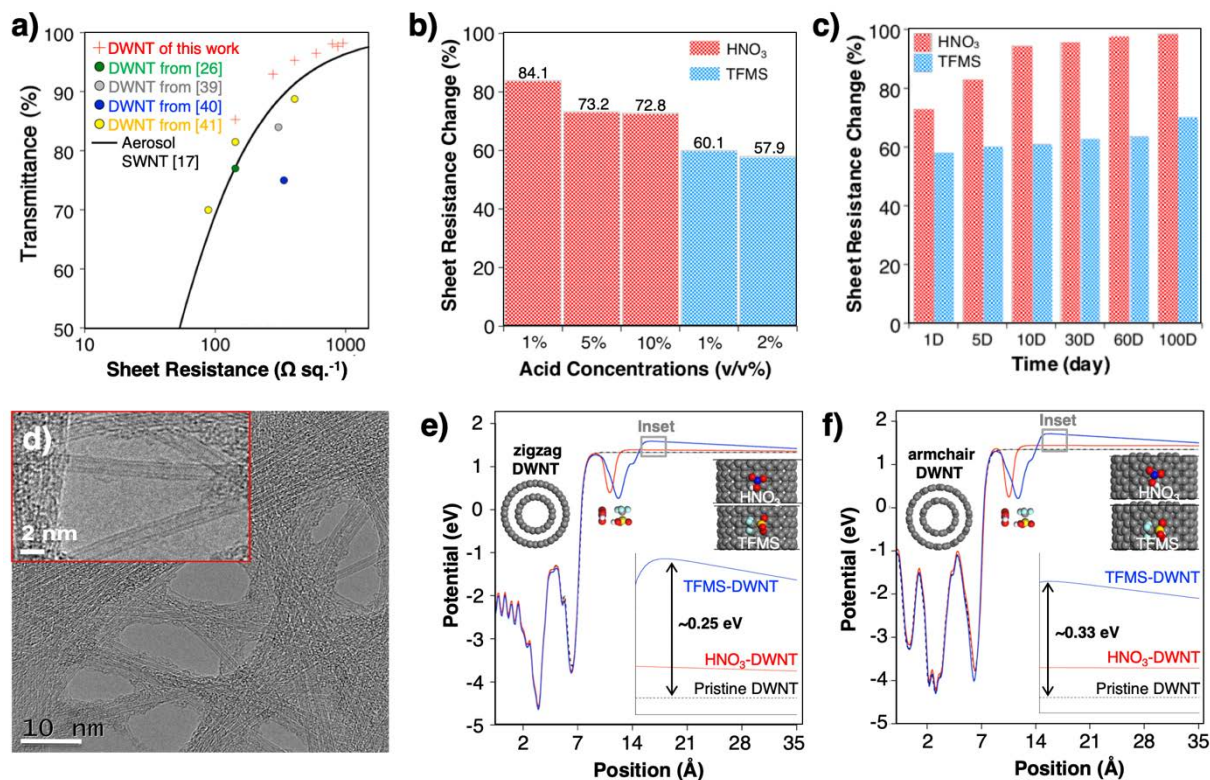 a)
Transmittance (%)
100
90
80
70
60
50
DWNT of this work
DWNT from [26]
DWNT from [39]
DWNT from [40]
DWNT from [41]
Aerosol
SWNT [17]
10
100
1000
Sheet Resistance (Ω sq.⁻¹)
b)
Sheet Resistance Change (%)
100
80
60
40
20
0
HNO₃
TFMS
84.1
73.2
72.8
60.1
57.9
1%
5%
10%
1%
2%
Acid Concentrations (v/v%)
c)
Sheet Resistance Change (%)
100
80
60
40
20
0
HNO₃
TFMS
1D
5D
10D
30D
60D
100D
Time (day)
d)
2 nm
10 nm
e)
Potential (eV)
2
1
0
-1
-2
-3
-4
-5
zigzag
DWNT
Inset
HNO₃
TFMS
TFMS-DWNT
~0.25 eV
HNO₃-DWNT
Pristine DWNT
2
7
14
21
28
35
Position (Å)
f)
Potential (eV)
2
1
0
-1
-2
-3
-4
-5
armchair
DWNT
Inset
HNO₃
TFMS
TFMS-DWNT
~0.33 eV
HNO₃-DWNT
Pristine DWNT
2
7
14
21
28
35
Position (Å)